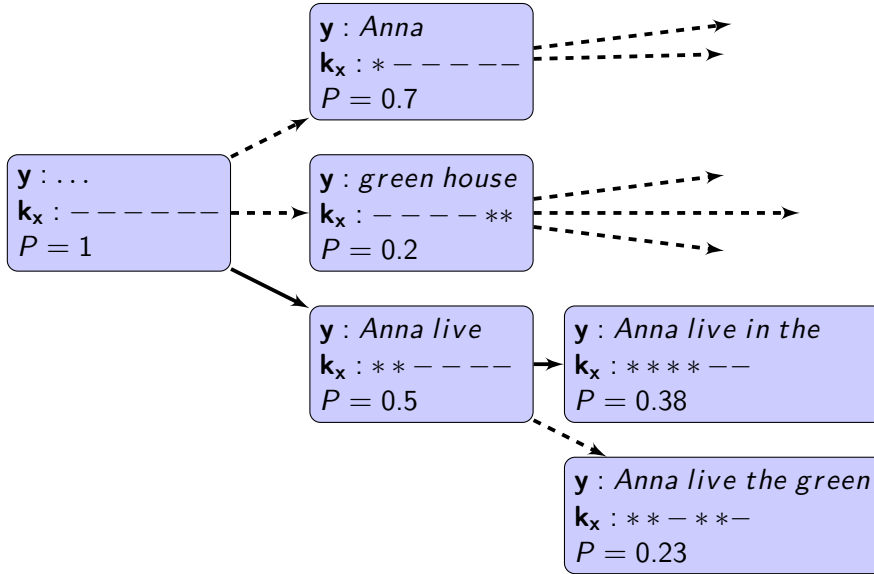 y : Anna
kx : * − − − − −
P = 0.7
y : . . .
kx : − − − − − −
P = 1
y : green house
kx : − − − − * *
P = 0.2
y : Anna live
kx : * * − − − −
P = 0.5
y : Anna live in the
kx : * * * * − −
P = 0.38
y : Anna live the green
kx : * * − * * −
P = 0.23